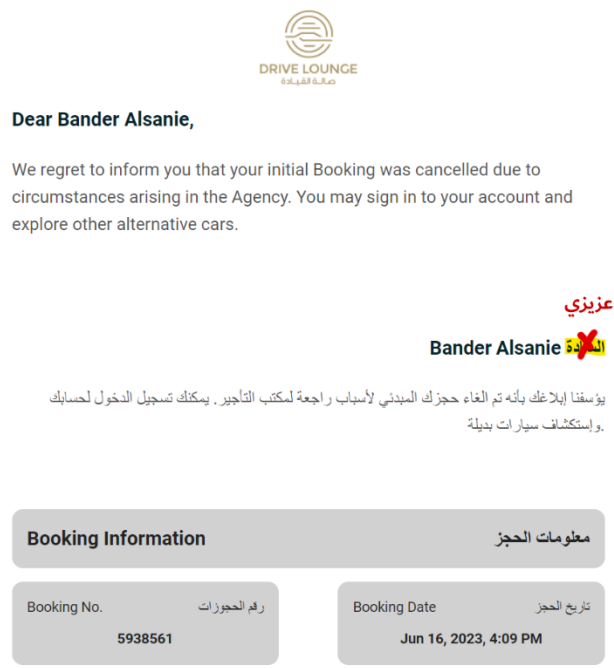 DRIVE LOUNGE
صالة القيادة
Dear Bander Alsanie,
We regret to inform you that your initial Booking was cancelled due to
circumstances arising in the Agency. You may sign in to your account and
explore other alternative cars.
عزيزي
السادة Bander Alsanie
يؤسفنا إبلاغك بأنه تم الغاء حجزك المبدئي لأسباب راجعة لمكتب التأجير. يمكنك تسجيل الدخول لحسابك
.وإستكشاف سيارات بديلة
Booking Information معلومات الحجز
Booking No. رقم الحجوزات
5938561
Booking Date تاريخ الحجز
Jun 16, 2023, 4:09 PM